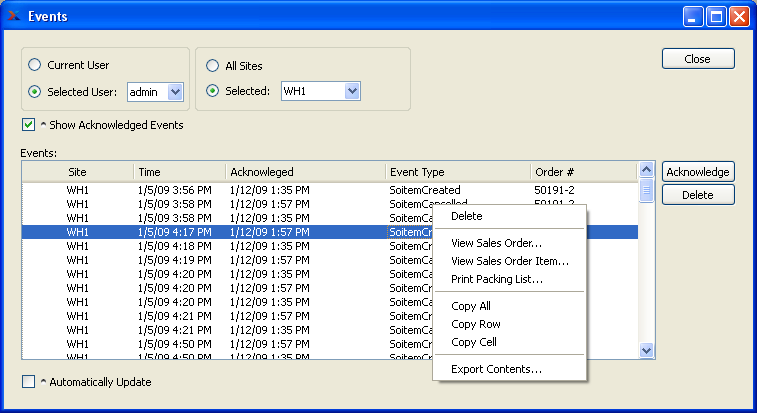 Events
Current User
Selected User: admin
All Sites
Selected: WH1
Close
^ Show Acknowledged Events
Events:
Site Time Acknowleged Event Type Order #
WH1 1/5/09 3:56 PM 1/12/09 1:35 PM SoitemCreated 50191-2
WH1 1/5/09 3:58 PM 1/12/09 1:57 PM SoitemCancelled
WH1 1/5/09 3:58 PM 1/12/09 1:35 PM SoitemCa
WH1 1/5/09 4:17 PM 1/12/09 1:57 PM SoitemCr
WH1 1/5/09 4:18 PM 1/12/09 1:35 PM SoitemCr
WH1 1/5/09 4:19 PM 1/12/09 1:57 PM SoitemCa
WH1 1/5/09 4:20 PM 1/12/09 1:57 PM SoitemCr
WH1 1/5/09 4:20 PM 1/12/09 1:35 PM SoitemCr
WH1 1/5/09 4:20 PM 1/12/09 1:35 PM SoitemCa
WH1 1/5/09 4:21 PM 1/12/09 1:57 PM SoitemCr
WH1 1/5/09 4:21 PM 1/12/09 1:35 PM SoitemCr
WH1 1/5/09 4:50 PM 1/12/09 1:57 PM SoitemCr
WH1 1/5/09 4:50 PM 1/12/09 1:35 PM SoitemCr
Acknowledge
Delete
Delete
View Sales Order...
View Sales Order Item...
Print Packing List...
Copy All
Copy Row
Copy Cell
Export Contents...
^ Automatically Update